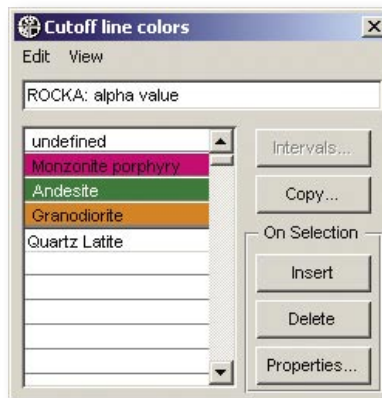 Cutoff line colors
Edit View
ROCKA: alpha value
undefined
Monzonite porphyry
Andesite
Granodiorite
Quartz Latite
Intervals...
Copy...
On Selection
Insert
Delete
Properties...